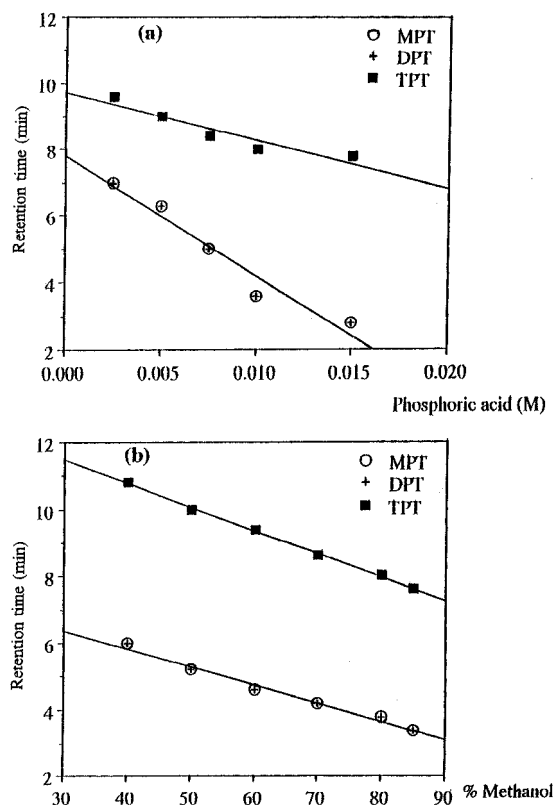 (a)
MPT
DPT
TPT
12
10
8
6
4
2
Retention time (min)
0.000 0.005 0.010 0.015 0.020
Phosphoric acid (M)
(b)
MPT
DPT
TPT
12
10
8
6
4
2
Retention time (min)
30 40 50 60 70 80 90 % Methanol